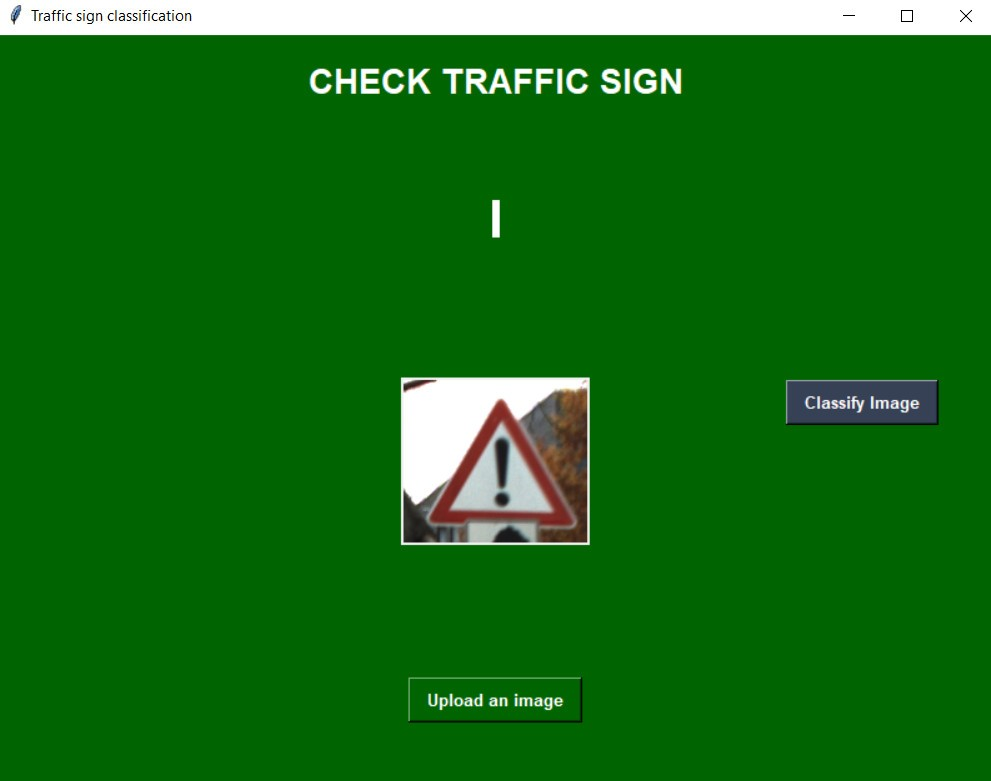 Traffic sign classification
CHECK TRAFFIC SIGN
!
Classify Image
Upload an image